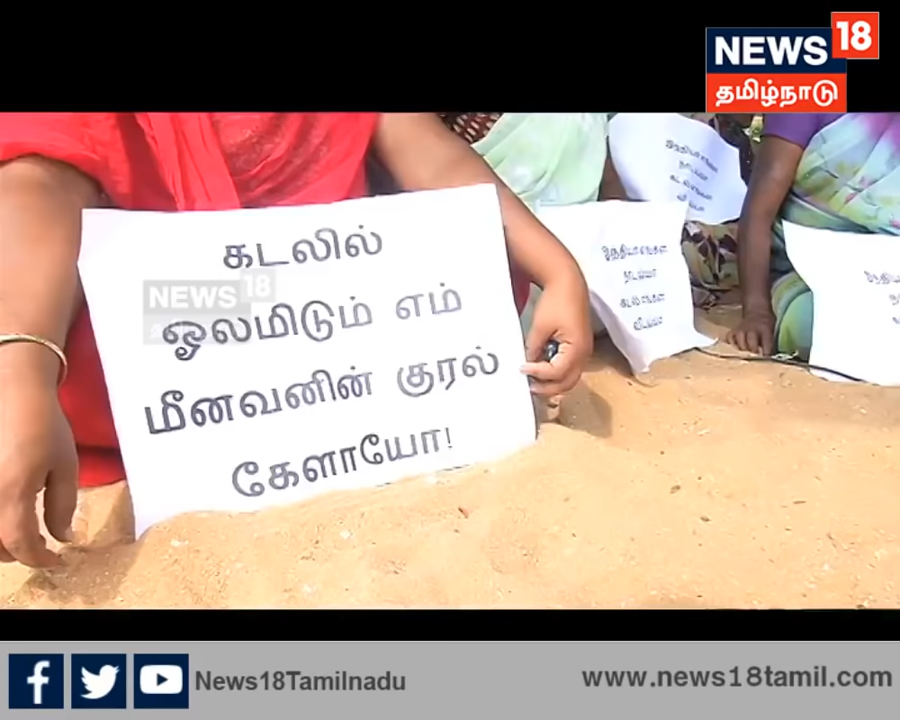 NEWS 18
தமிழ்நாடு
கடலில்
NEWS 18
ஓலமிடும் எம்
மீனவனின் குரல்
கேளாயோ!
News18Tamilnadu
www.news18tamil.com